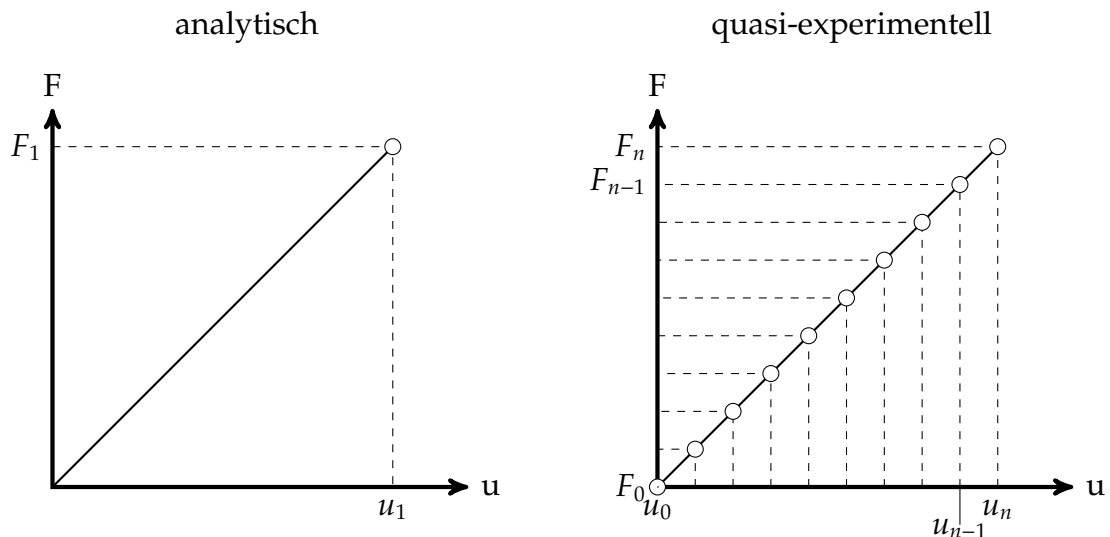 analytisch
F
F₁
u
u₁
quasi-experimentell
F
Fₙ
Fₙ₋₁
F₀
u
u₀
uₙ
uₙ₋₁